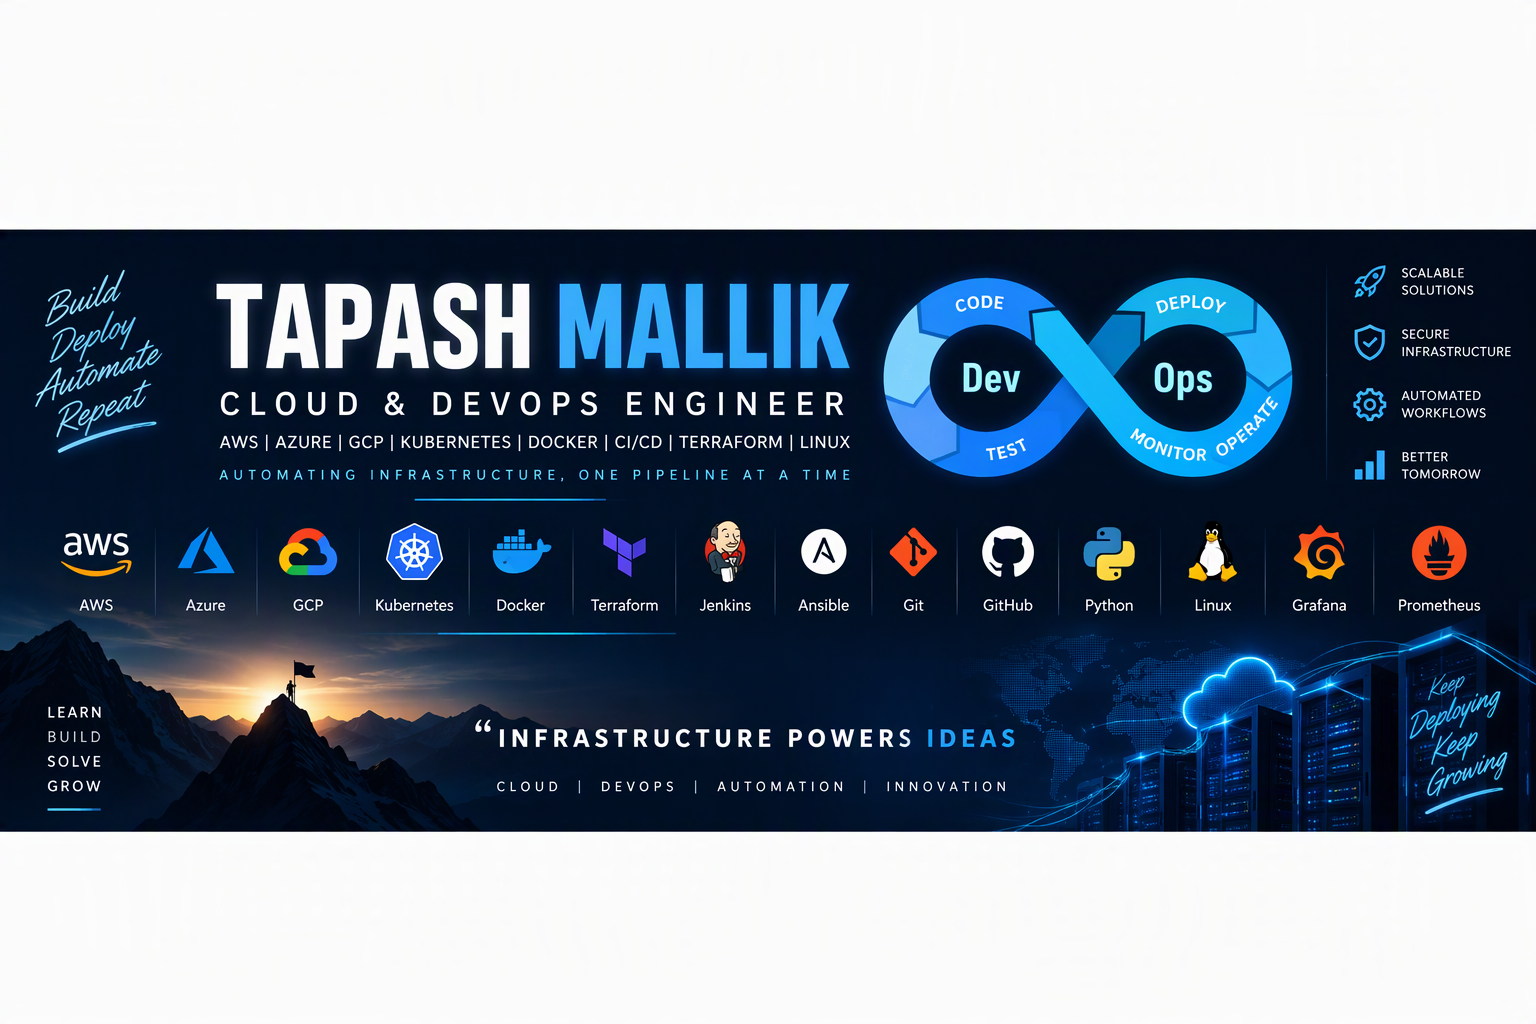 Build
Deploy
Automate
Repeat
TAPASH MALLIK
CLOUD & DEVOPS ENGINEER
AWS | AZURE | GCP | KUBERNETES | DOCKER | CI/CD | TERRAFORM | LINUX
AUTOMATING INFRASTRUCTURE, ONE PIPELINE AT A TIME
CODE
DEPLOY
Dev
Ops
TEST
MONITOR
OPERATE
SCALABLE
SOLUTIONS
SECURE
INFRASTRUCTURE
AUTOMATED
WORKFLOWS
BETTER
TOMORROW
aws
AWS
Azure
GCP
Kubernetes
Docker
Terraform
Jenkins
Ansible
Git
GitHub
Python
Linux
Grafana
Prometheus
LEARN
BUILD
SOLVE
GROW
“INFRASTRUCTURE POWERS IDEAS
CLOUD | DEVOPS | AUTOMATION | INNOVATION
Keep
Deploying
Keep
Growing